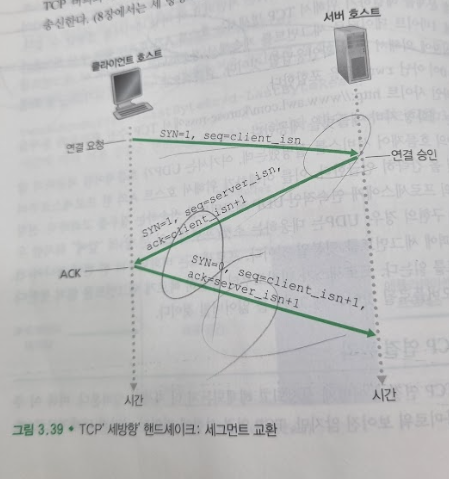 송신한다. (8장에서는 세
클라이언트 호스트
서버 호스트
연결 요청
SYN=1, seq=client_isn
연결 승인
SYN=1, seq=server_isn,
ack=client_isn+1
ACK
SYN=0, seq=client_isn+1,
ack=server_isn+1
시간
시간
그림 3.39 • TCP 세방향 핸드셰이크: 세그먼트 교환